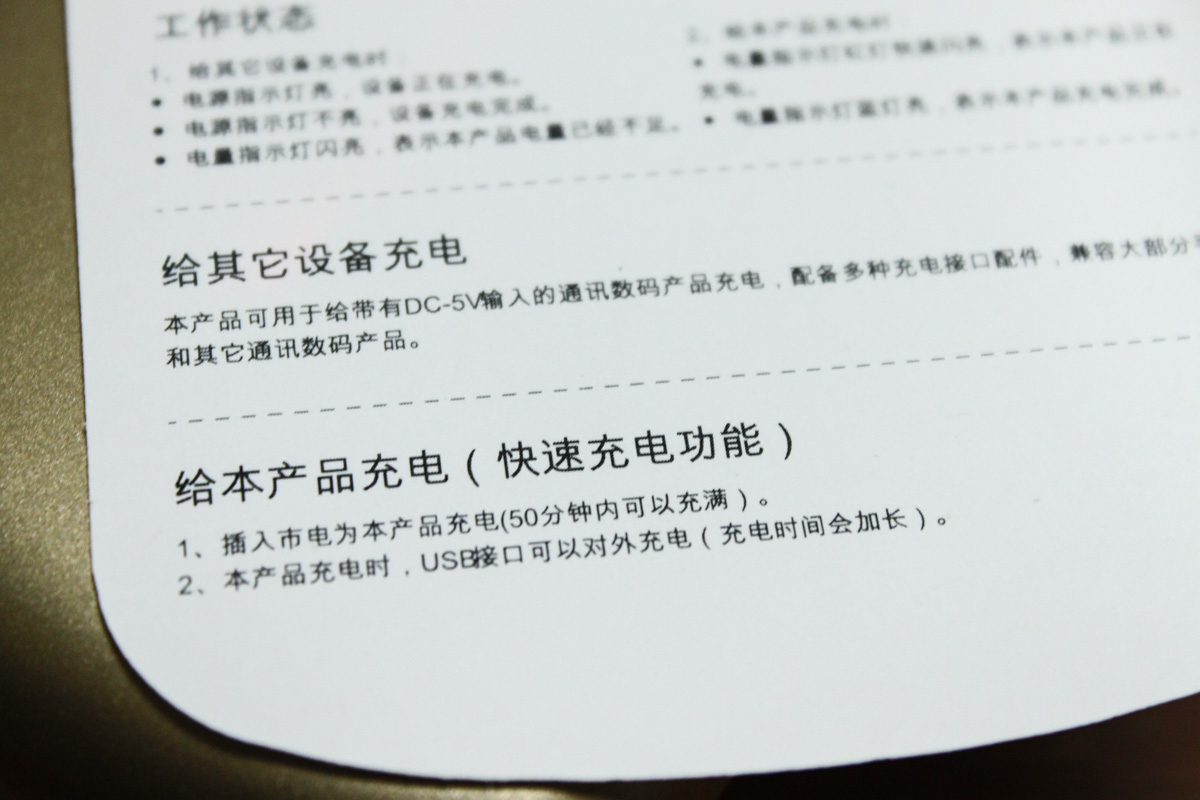 工作状态
1、给其它设备充电时：
• 电源指示灯亮，设备正在充电。
• 电源指示灯不亮，设备充电完成。
• 电量指示灯闪亮，表示本产品电量已经不足。
2、给本产品充电时：
• 电量指示灯红灯快速闪亮，表示本产品正在
充电。
• 电量指示灯蓝灯亮，表示本产品充电完成。
给其它设备充电
本产品可用于给带有DC-5V输入的通讯数码产品充电，配备多种充电接口配件，兼容大部分
和其它通讯数码产品。
给本产品充电（快速充电功能）
1、插入市电为本产品充电(50分钟内可以充满）。
2、本产品充电时，USB接口可以对外充电（充电时间会加长）。